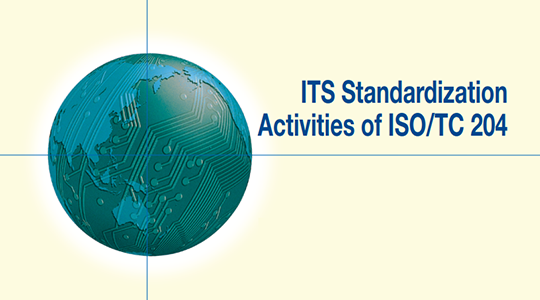 ITS Standardization
Activities of ISO/TC 204